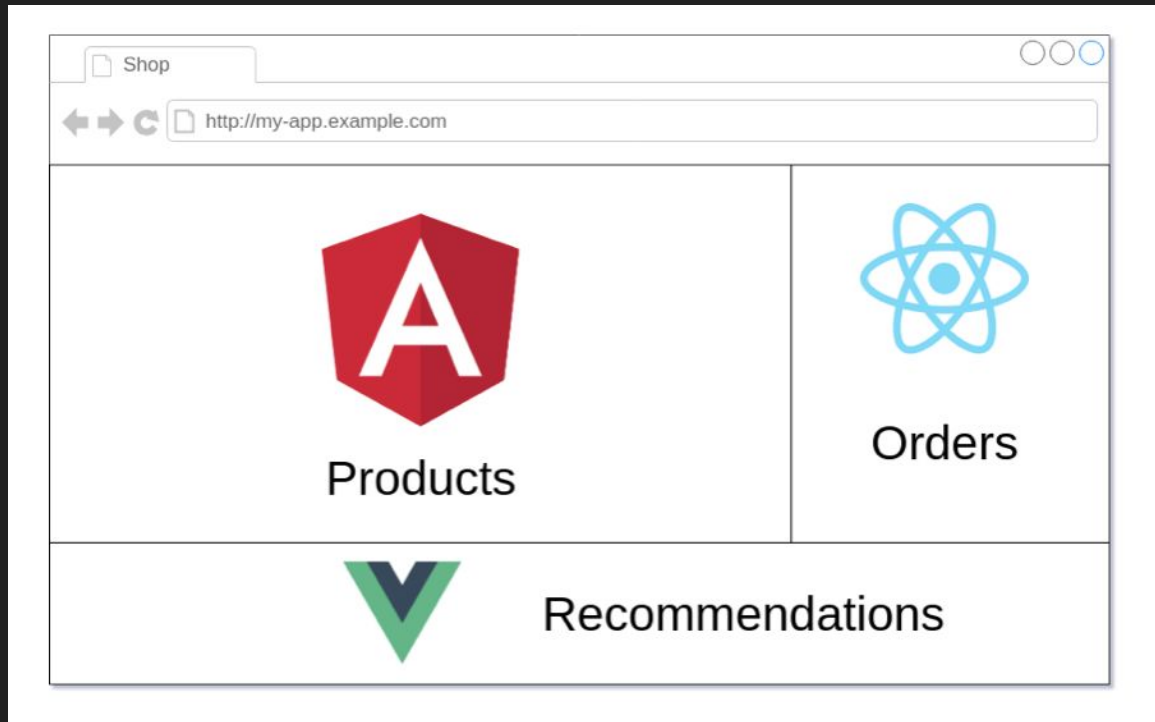 Shop
http://my-app.example.com
A
Products
Orders
Recommendations